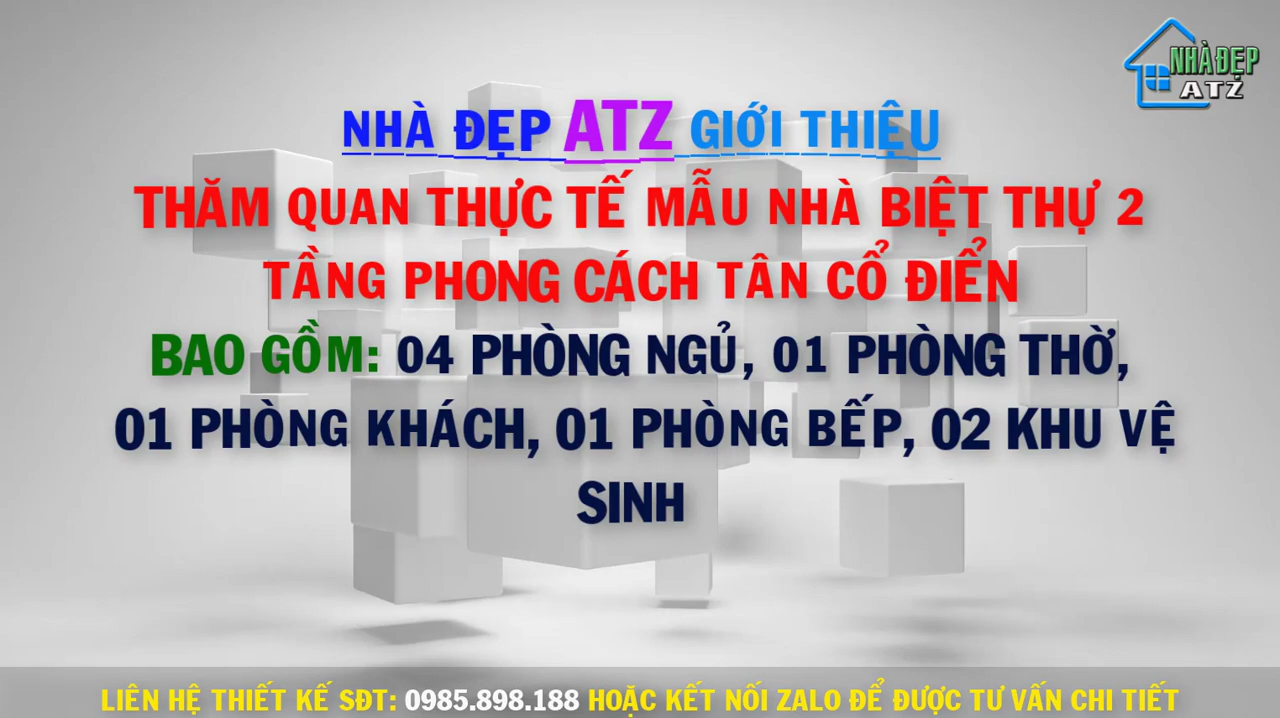 NHÀ ĐẸP
ATZ
NHÀ ĐẸP ATZ GIỚI THIỆU
THĂM QUAN THỰC TẾ MẪU NHÀ BIỆT THỰ 2
TẦNG PHONG CÁCH TÂN CỔ ĐIỂN
BAO GỒM: 04 PHÒNG NGỦ, 01 PHÒNG THỜ,
01 PHÒNG KHÁCH, 01 PHÒNG BẾP, 02 KHU VỆ
SINH
LIÊN HỆ THIẾT KẾ SĐT: 0985.898.188 HOẶC KẾT NỐI ZALO ĐỂ ĐƯỢC TƯ VẤN CHI TIẾT